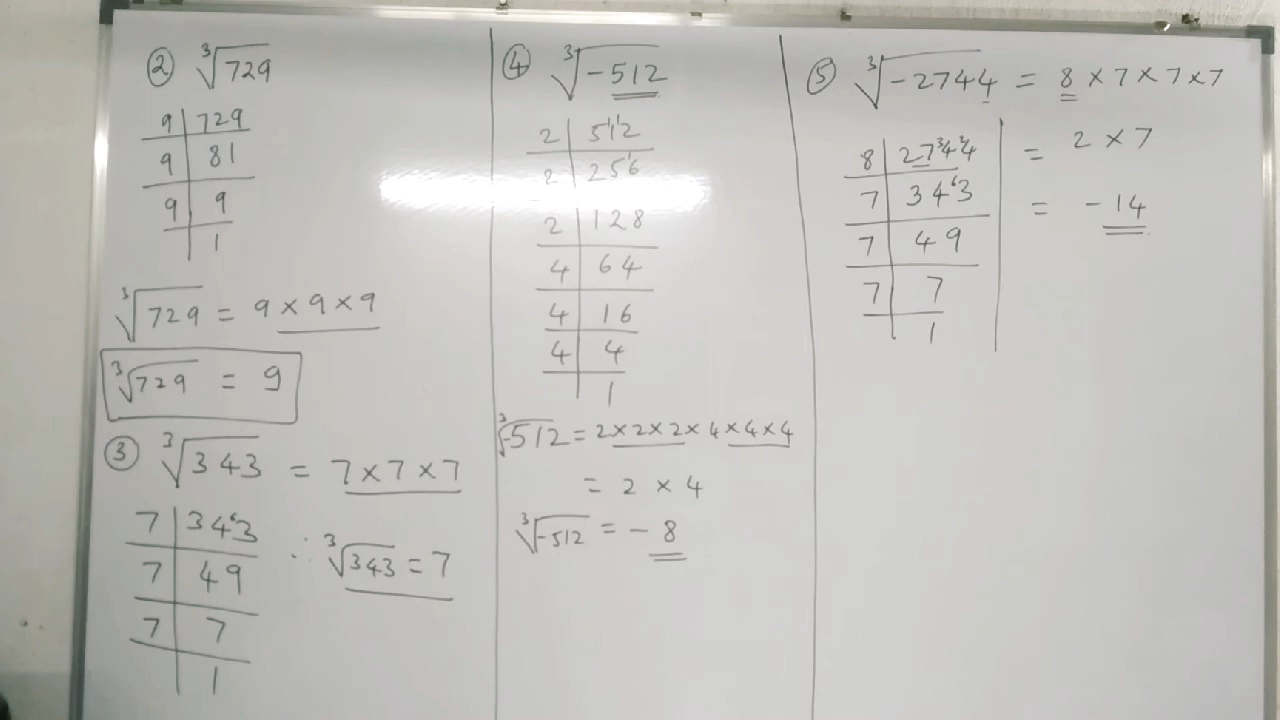 ② ∛729
9 | 729
9 | 81
9 | 9
1
∛729 = 9 × 9 × 9
∛729 = 9
③ ∛343 = 7 × 7 × 7
7 | 343
7 | 49
7 | 7
1
∴ ∛343 = 7
④ ∛-512
2 | 512
2 | 256
2 | 128
4 | 64
4 | 16
4 | 4
1
∛-512 = 2 × 2 × 2 × 4 × 4 × 4
= 2 × 4
∛-512 = - 8
⑤ ∛-2744 = 8 × 7 × 7 × 7
8 | 2744
7 | 343
7 | 49
7 | 7
1
= 2 × 7
= - 14